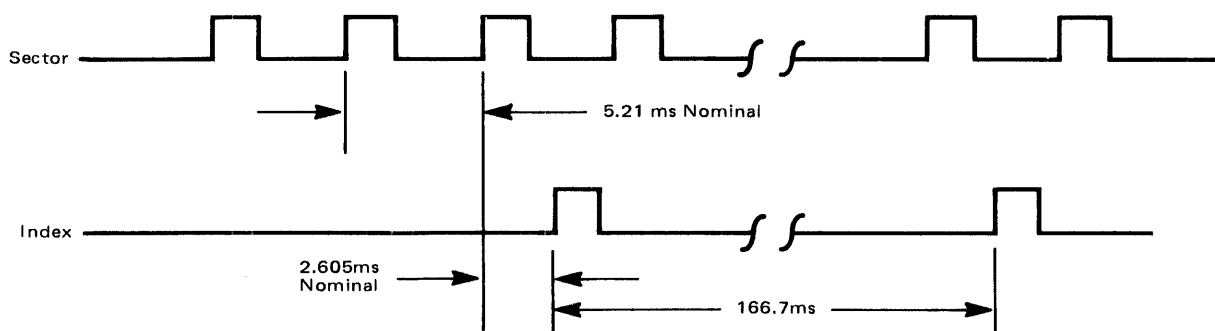 Sector
5.21 ms Nominal
Index
2.605ms
Nominal
166.7ms